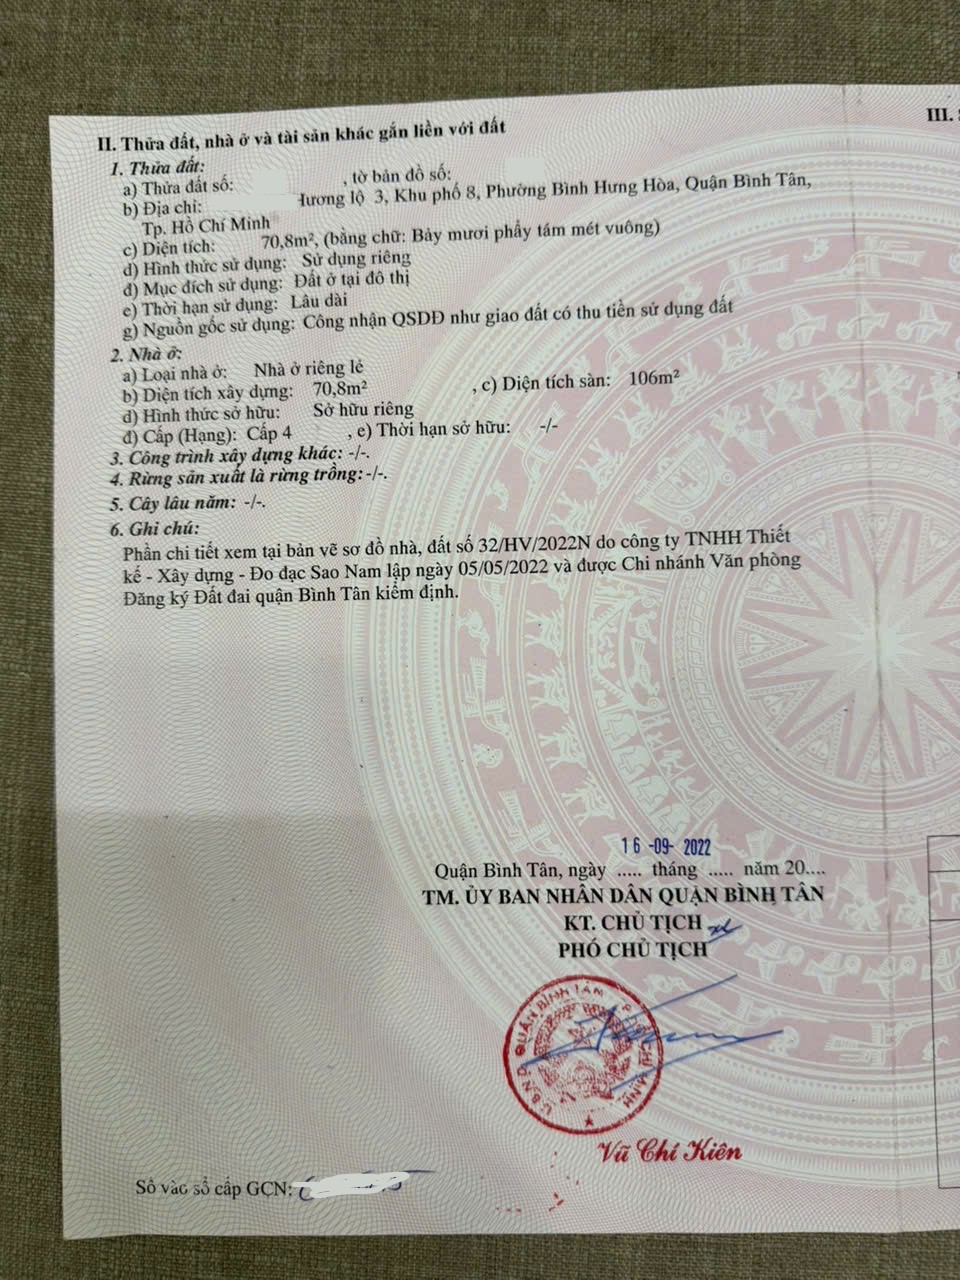 II. Thửa đất, nhà ở và tài sản khác gắn liền với đất
III.
1. Thửa đất:
a) Thửa đất số: , tờ bản đồ số:
b) Địa chỉ: Hương lộ 3, Khu phố 8, Phường Bình Hưng Hòa, Quận Bình Tân,
Tp. Hồ Chí Minh
c) Diện tích: 70,8m², (bằng chữ: Bảy mươi phẩy tám mét vuông)
d) Hình thức sử dụng: Sử dụng riêng
đ) Mục đích sử dụng: Đất ở tại đô thị
e) Thời hạn sử dụng: Lâu dài
g) Nguồn gốc sử dụng: Công nhận QSDĐ như giao đất có thu tiền sử dụng đất
2. Nhà ở:
a) Loại nhà ở: Nhà ở riêng lẻ
b) Diện tích xây dựng: 70,8m² , c) Diện tích sàn: 106m²
d) Hình thức sở hữu: Sở hữu riêng
đ) Cấp (Hạng): Cấp 4 , e) Thời hạn sở hữu: -/-
3. Công trình xây dựng khác: -/-.
4. Rừng sản xuất là rừng trồng: -/-.
5. Cây lâu năm: -/-.
6. Ghi chú:
Phần chi tiết xem tại bản vẽ sơ đồ nhà, đất số 32/HV/2022N do công ty TNHH Thiết
kế - Xây dựng - Đo đạc Sao Nam lập ngày 05/05/2022 và được Chi nhánh Văn phòng
Đăng ký Đất đai quận Bình Tân kiểm định.
16-09-2022
Quận Bình Tân, ngày ..... tháng ..... năm 20....
TM. ỦY BAN NHÂN DÂN QUẬN BÌNH TÂN
KT. CHỦ TỊCH
PHÓ CHỦ TỊCH
U.B.N.D QUẬN BÌNH TÂN T.P HỒ CHÍ MINH
Vũ Chí Kiên
Số vào sổ cấp GCN: